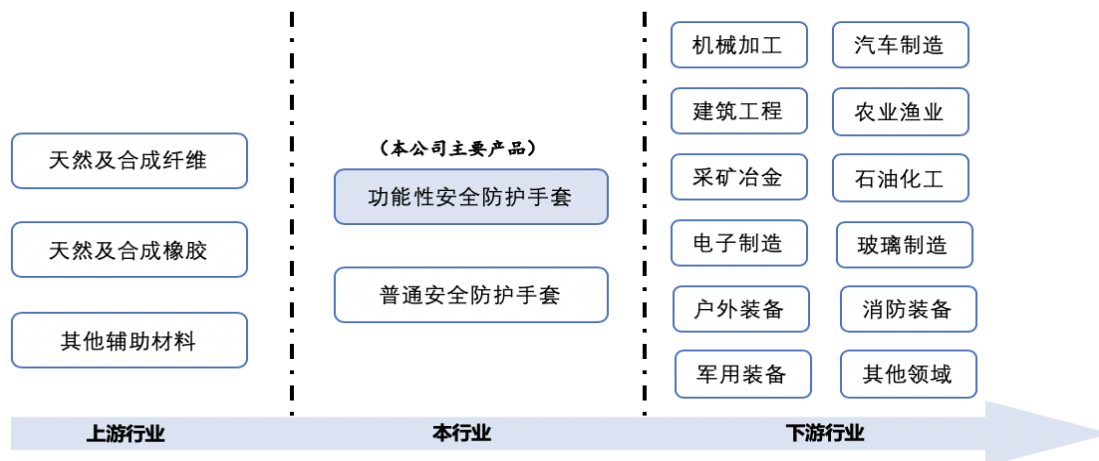 机械加工
汽车制造
建筑工程
农业渔业
天然及合成纤维
（本公司主要产品）
采矿冶金
石油化工
功能性安全防护手套
天然及合成橡胶
电子制造
玻璃制造
普通安全防护手套
户外装备
消防装备
其他辅助材料
军用装备
其他领域
上游行业
本行业
下游行业